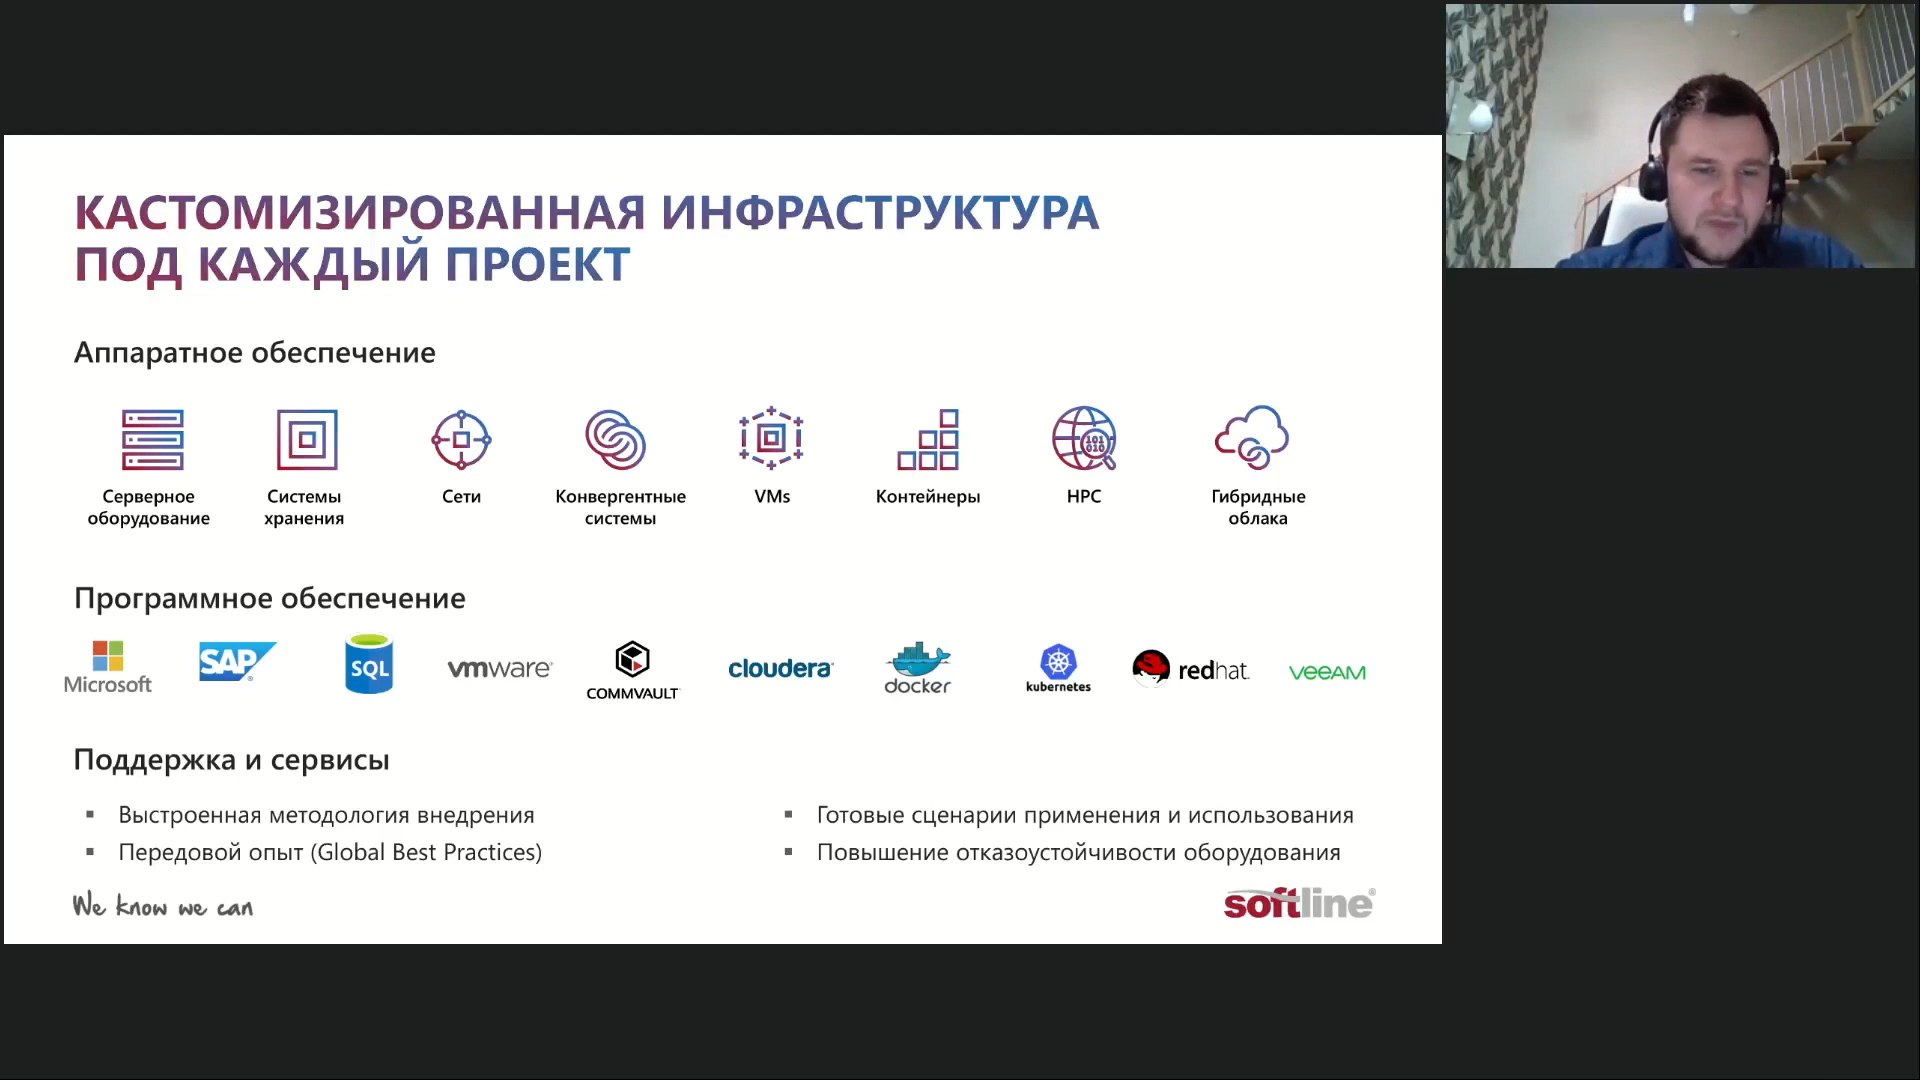 КАСТОМИЗИРОВАННАЯ ИНФРАСТРУКТУРА
ПОД КАЖДЫЙ ПРОЕКТ
Аппаратное обеспечение
Серверное
оборудование
Системы
хранения
Сети
Конвергентные
системы
VMs
Контейнеры
101
010
HPC
Гибридные
облака
Программное обеспечение
Microsoft
SAP
SQL
vmware
COMMVAULT
cloudera
docker
kubernetes
redhat.
veeam
Поддержка и сервисы
▪ Выстроенная методология внедрения
▪ Передовой опыт (Global Best Practices)
▪ Готовые сценарии применения и использования
▪ Повышение отказоустойчивости оборудования
We know we can
softline®